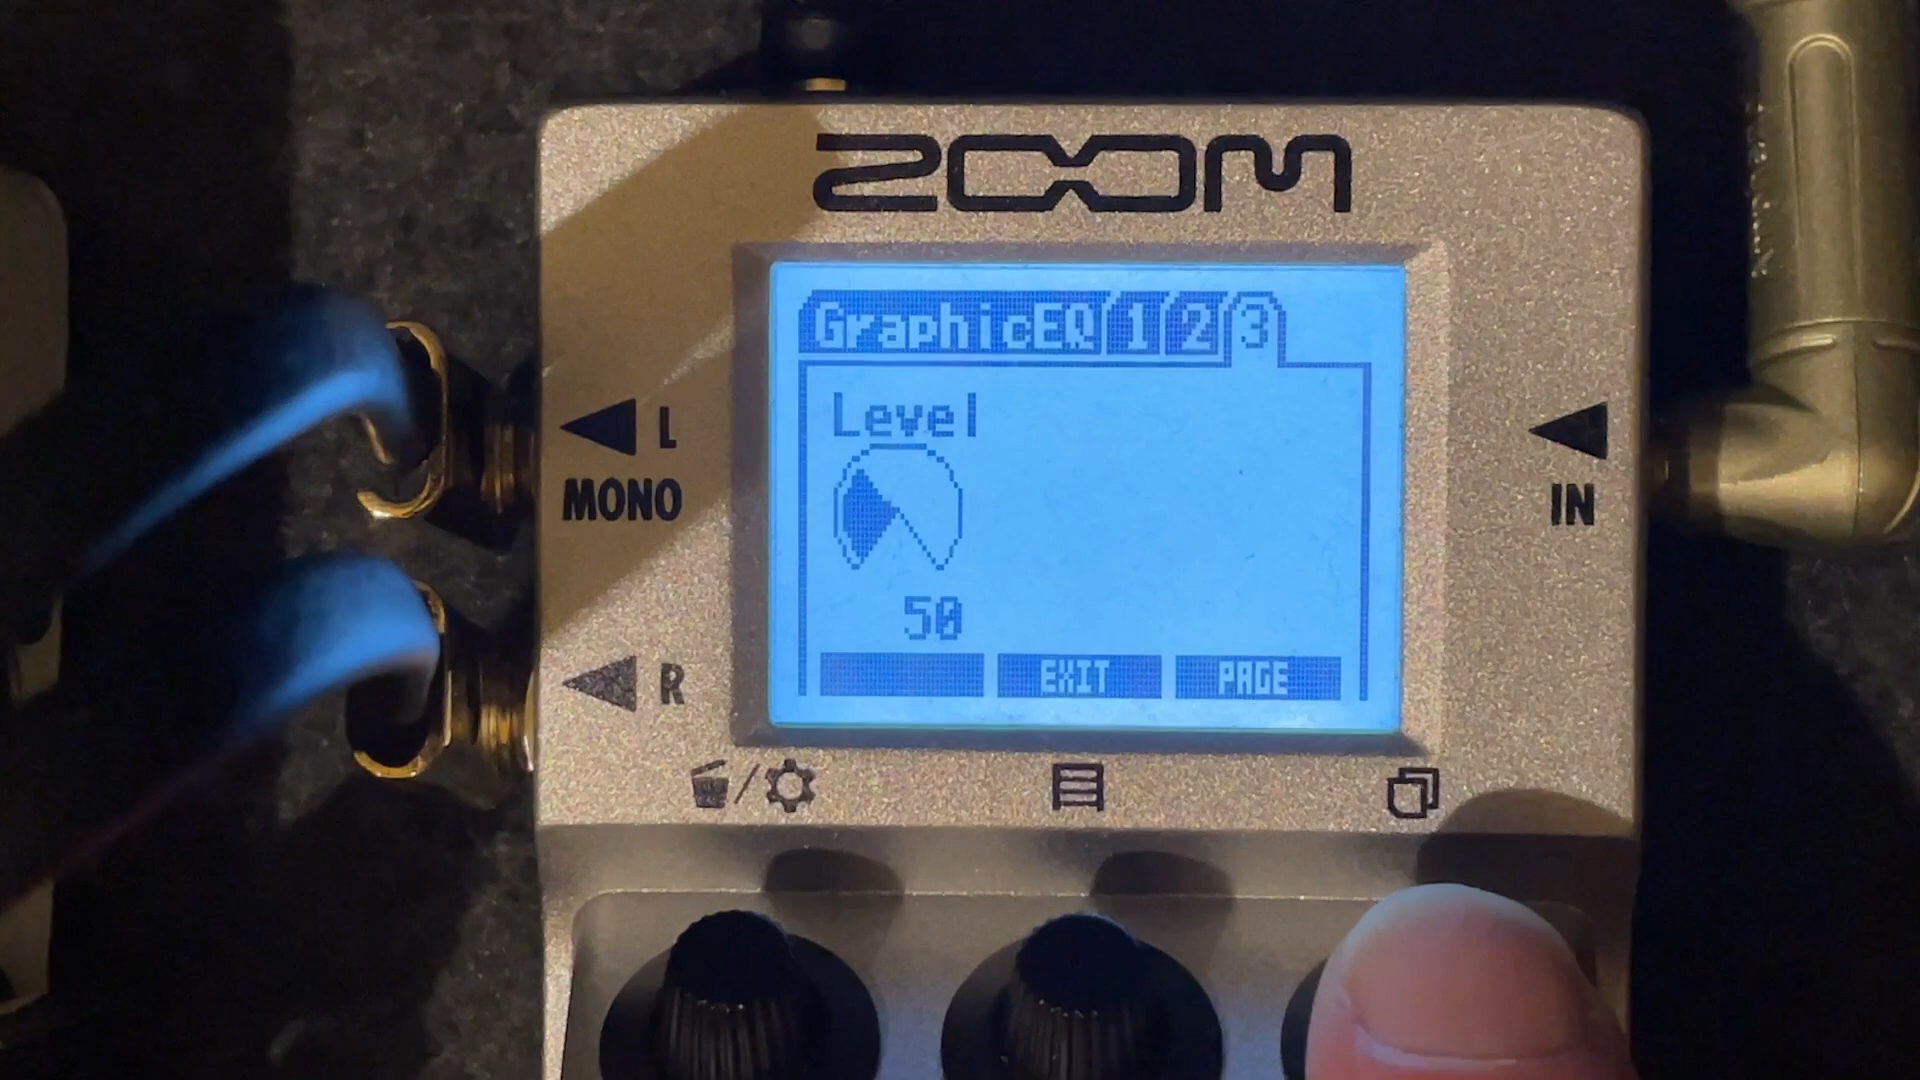 ZOOM
GraphicEQ 1 2 3
Level
50
EXIT PAGE
L
MONO
R
IN